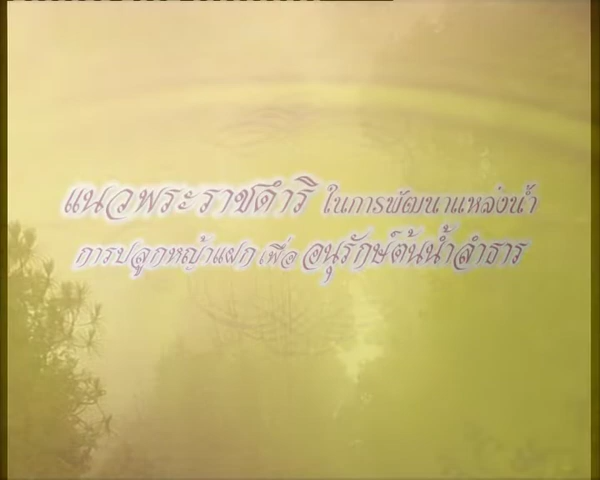 แนวพระราชดำริ ในการพัฒนาแหล่งน้ำ
การปลูกหญ้าแฝก เพื่อ อนุรักษ์ต้นน้ำลำธาร